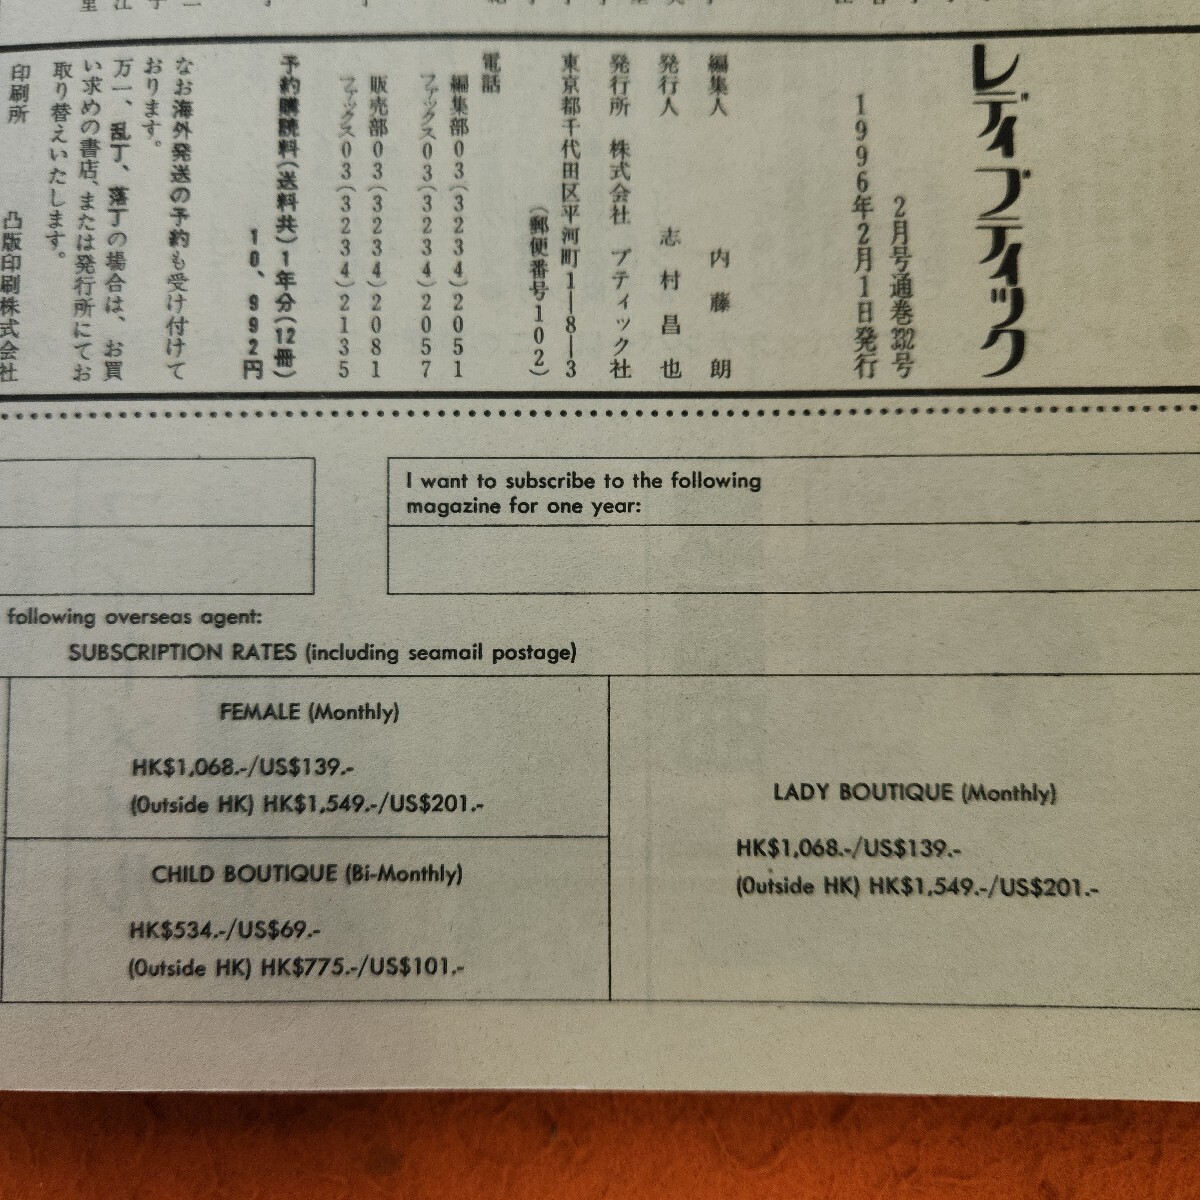 レディブティック
2月号通巻332号
1996年2月1日発行
編集人 内藤朗
発行人 志村昌也
発行所 株式会社 ブティック社
東京都千代田区平河町1―8―3
(郵便番号102)
電話
編集部03(3234)2051
ファックス03(3234)2057
販売部03(3234)2081
ファックス03(3234)2135
予約購読料(送料共)1年分(12冊)
10、992円
なお海外発送の予約も受け付けて
おります。
万一、乱丁、落丁の場合は、お買
い求めの書店、または発行所にてお
取り替えいたします。
印刷所 凸版印刷株式会社
I want to subscribe to the following
magazine for one year:
following overseas agent:
SUBSCRIPTION RATES (including seamail postage)
FEMALE (Monthly)
HK$1,068.-/US$139.-
(Outside HK) HK$1,549.-/US$201.-
CHILD BOUTIQUE (Bi-Monthly)
HK$534.-/US$69.-
(Outside HK) HK$775.-/US$101.-
LADY BOUTIQUE (Monthly)
HK$1,068.-/US$139.-
(Outside HK) HK$1,549.-/US$201.-